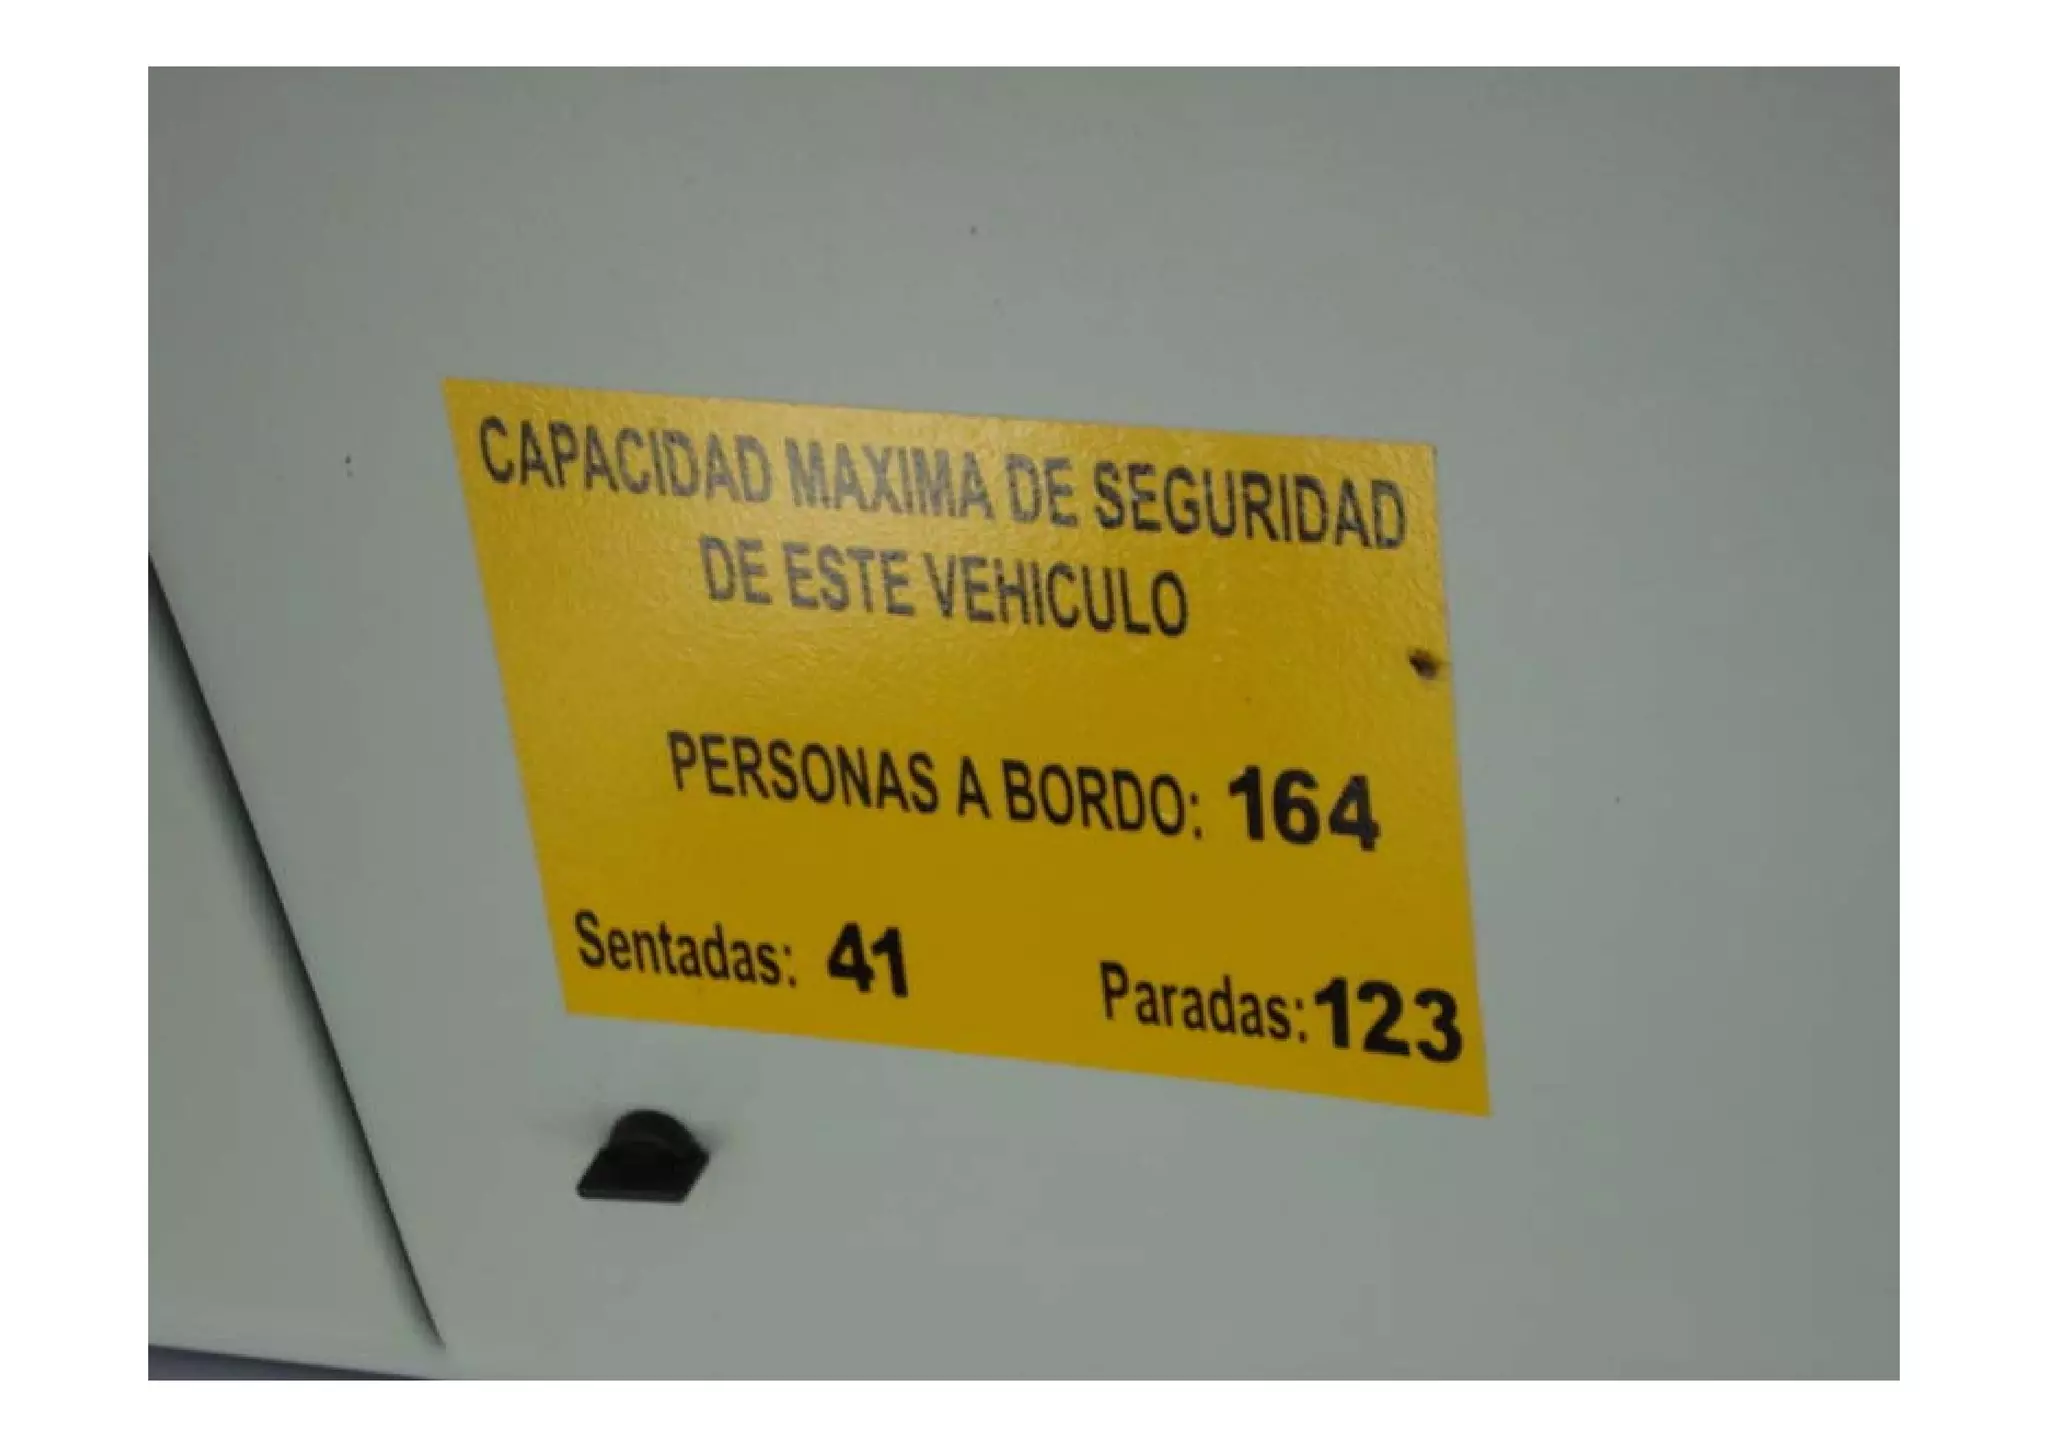 CAPACIDAD MAXIMA DE SEGURIDAD
DE ESTE VEHICULO
PERSONAS A BORDO: 164
Sentadas: 41 Paradas: 123